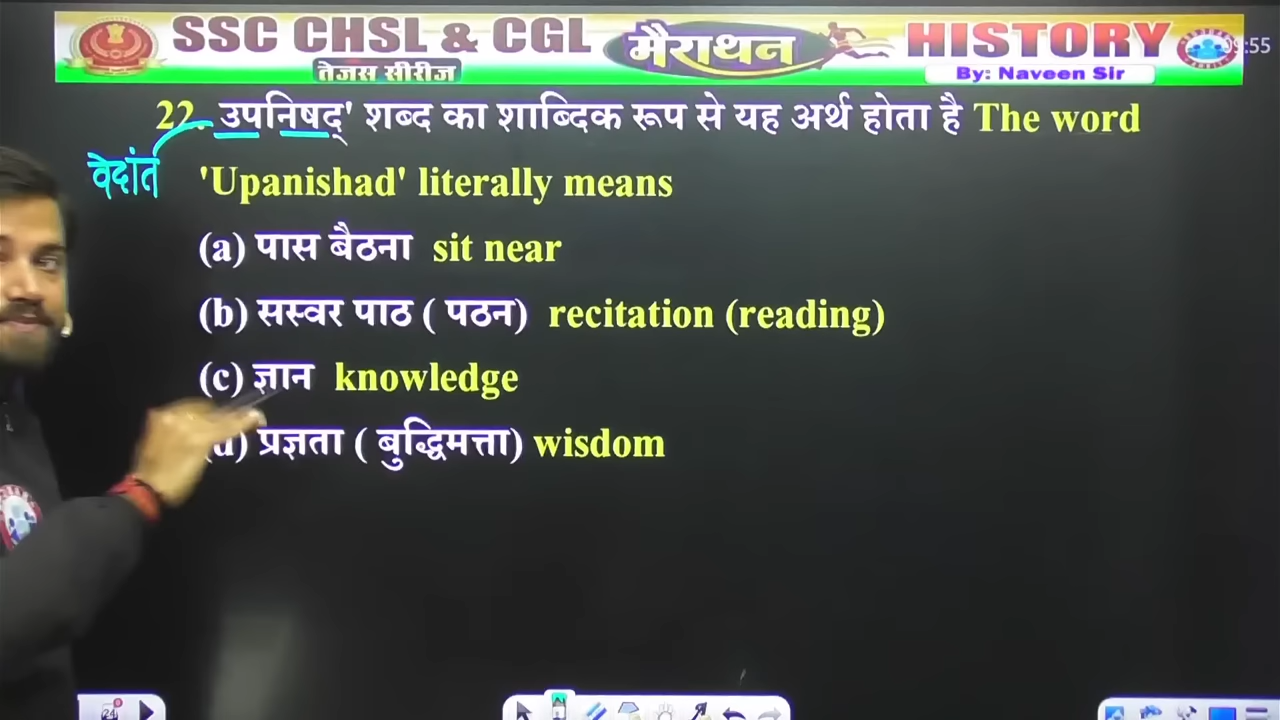 SSC CHSL & CGL मैराथन HISTORY
तेजस सीरीज By: Naveen Sir
:55
22. उपनिषद्' शब्द का शाब्दिक रूप से यह अर्थ होता है The word
वेदांत 'Upanishad' literally means
(a) पास बैठना sit near
(b) सस्वर पाठ ( पठन) recitation (reading)
(c) ज्ञान knowledge
(d) प्रज्ञता ( बुद्धिमत्ता) wisdom